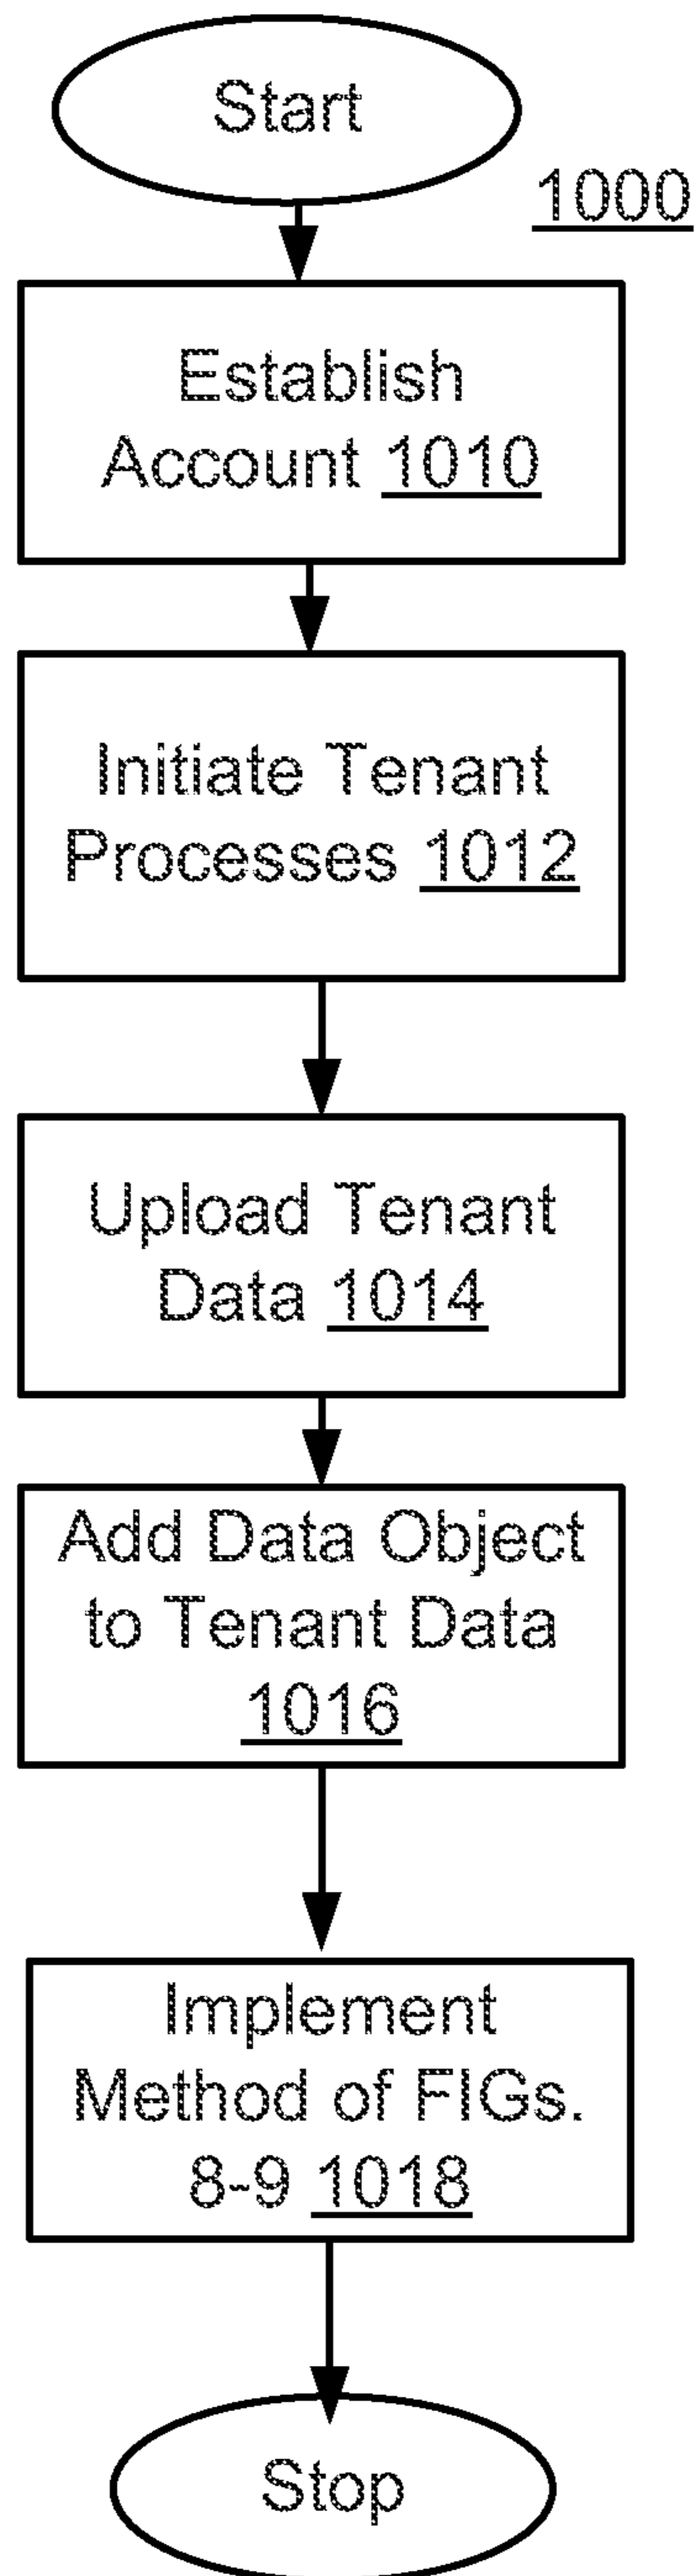 Start
1000
Establish
Account 1010
Initiate Tenant
Processes 1012
Upload Tenant
Data 1014
Add Data Object
to Tenant Data
1016
Implement
Method of FIGs.
8-9 1018
Stop